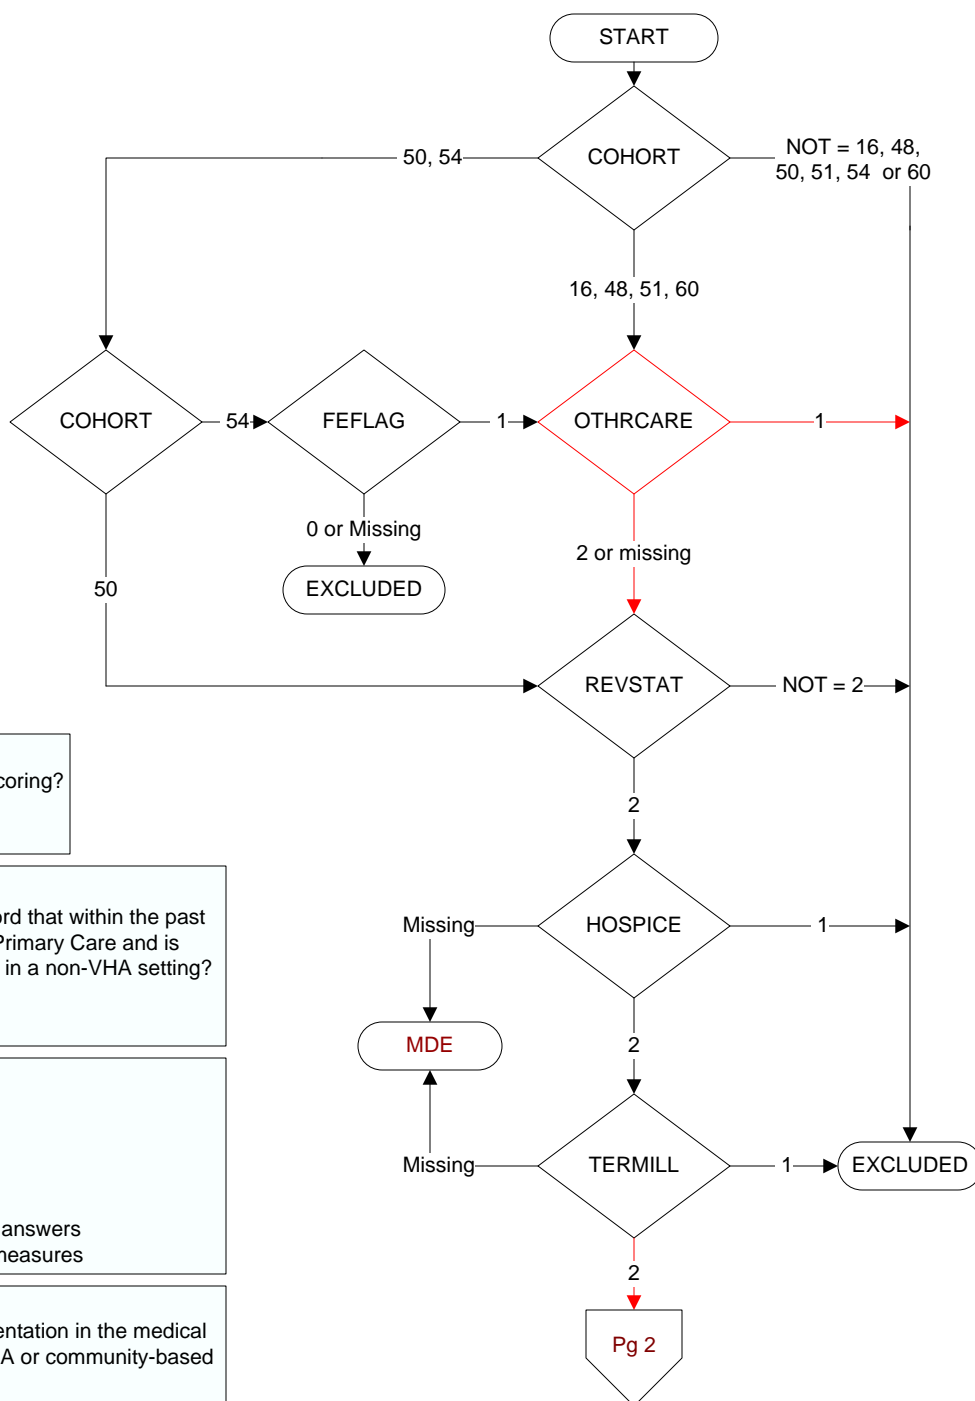 START
COHORT
50, 54
NOT = 16, 48,
50, 51, 54 or 60
16, 48, 51, 60
COHORT
54
FEFLAG
1
OTHRCARE
1
0 or Missing
2 or missing
EXCLUDED
50
REVSTAT
NOT = 2
2
coring?
ord that within the past
Primary Care and is
in a non-VHA setting?
Missing
HOSPICE
1
MDE
2
Missing
TERMILL
1
EXCLUDED
answers
measures
2
entation in the medical
A or community-based
Pg 2